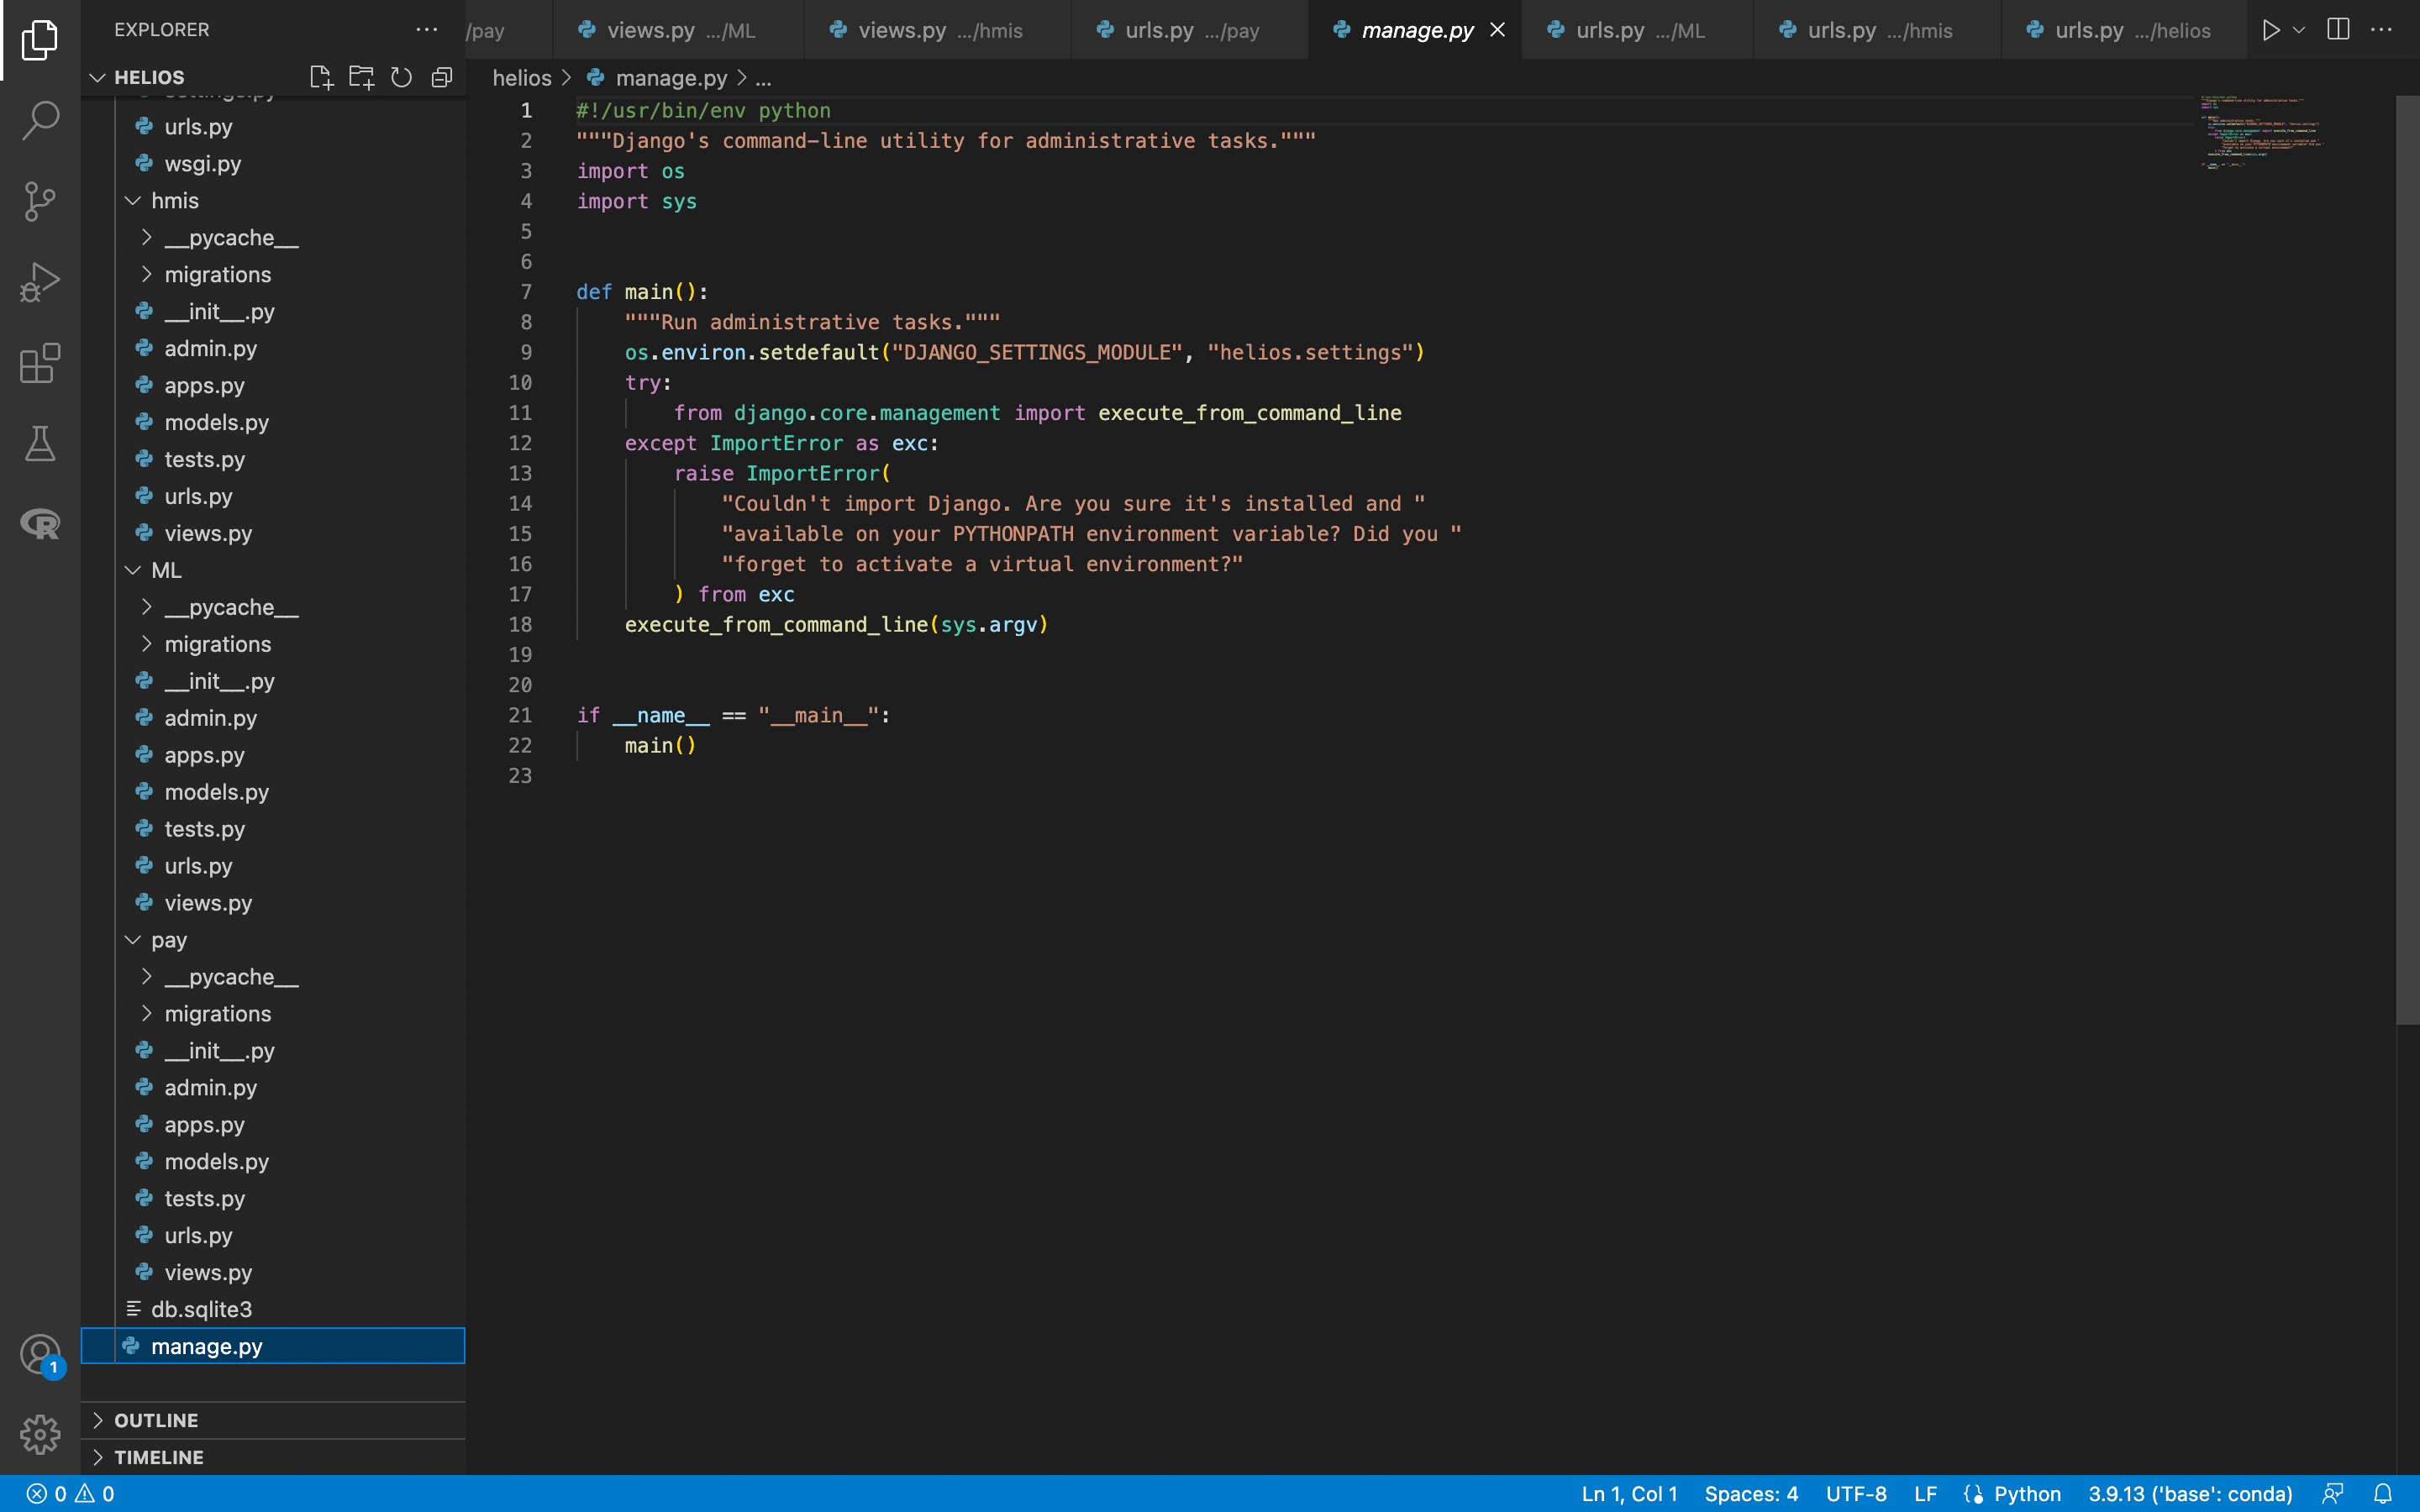 EXPLORER
/pay
views.py .../ML
views.py .../hmis
urls.py .../pay
manage.py
urls.py .../ML
urls.py .../hmis
urls.py .../helios
HELIOS
settings.py
urls.py
wsgi.py
hmis
__pycache__
migrations
__init__.py
admin.py
apps.py
models.py
tests.py
urls.py
views.py
ML
__pycache__
migrations
__init__.py
admin.py
apps.py
models.py
tests.py
urls.py
views.py
pay
__pycache__
migrations
__init__.py
admin.py
apps.py
models.py
tests.py
urls.py
views.py
db.sqlite3
manage.py
OUTLINE
TIMELINE
helios > manage.py > ...
1 #!/usr/bin/env python
2 """Django's command-line utility for administrative tasks."""
3 import os
4 import sys
5
6
7 def main():
8     """Run administrative tasks."""
9     os.environ.setdefault("DJANGO_SETTINGS_MODULE", "helios.settings")
10     try:
11         from django.core.management import execute_from_command_line
12     except ImportError as exc:
13         raise ImportError(
14             "Couldn't import Django. Are you sure it's installed and "
15             "available on your PYTHONPATH environment variable? Did you "
16             "forget to activate a virtual environment?"
17         ) from exc
18     execute_from_command_line(sys.argv)
19
20
21 if __name__ == "__main__":
22     main()
23
1
0 0
Ln 1, Col 1
Spaces: 4
UTF-8
LF
Python
3.9.13 ('base': conda)